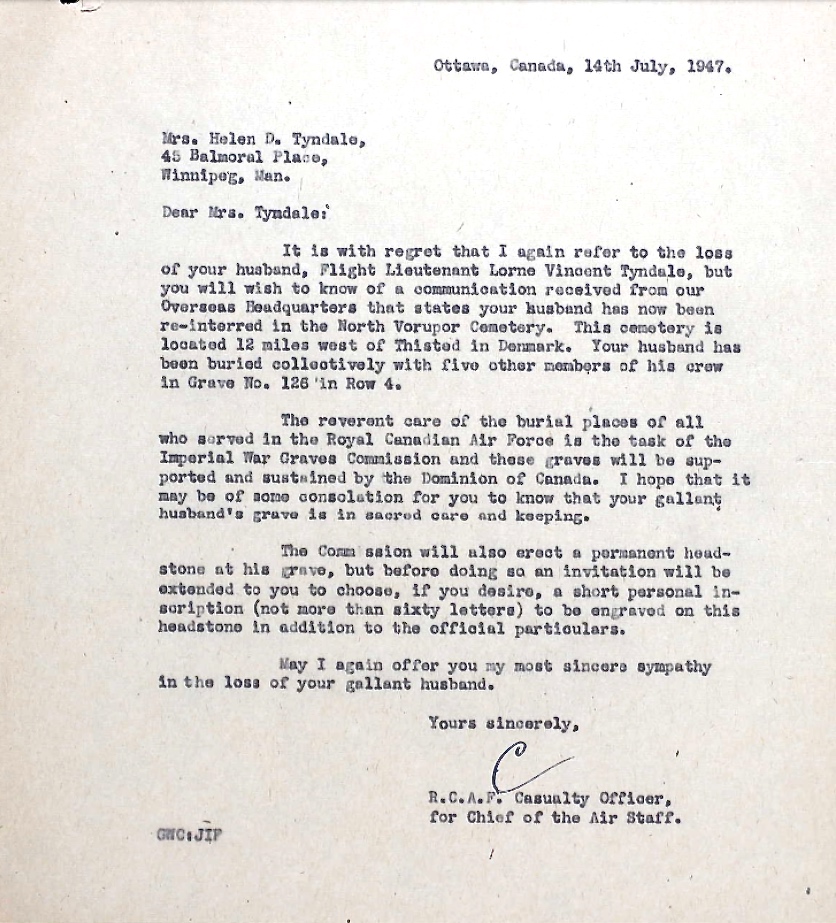 Ottawa, Canada, 14th July, 1947.
Mrs. Helen D. Tyndale,
45 Balmoral Place,
Winnipeg, Man.
Dear Mrs. Tyndale:
It is with regret that I again refer to the loss
of your husband, Flight Lieutenant Lorne Vincent Tyndale, but
you will wish to know of a communication received from our
Overseas Headquarters that states your husband has now been
re-interred in the North Vorupor Cemetery. This cemetery is
located 12 miles west of Thisted in Denmark. Your husband has
been buried collectively with five other members of his crew
in Grave No. 126 in Row 4.
The reverent care of the burial places of all
who served in the Royal Canadian Air Force is the task of the
Imperial War Graves Commission and these graves will be sup-
ported and sustained by the Dominion of Canada. I hope that it
may be of some consolation for you to know that your gallant
husband's grave is in sacred care and keeping.
The Comm ssion will also erect a permanent head-
stone at his grave, but before doing so an invitation will be
extended to you to choose, if you desire, a short personal in-
scription (not more than sixty letters) to be engraved on this
headstone in addition to the official particulars.
May I again offer you my most sincere sympathy
in the loss of your gallant husband.
Yours sincerely,
C
R.C.A.F. Casualty Officer,
for Chief of the Air Staff.
GWC:JIF